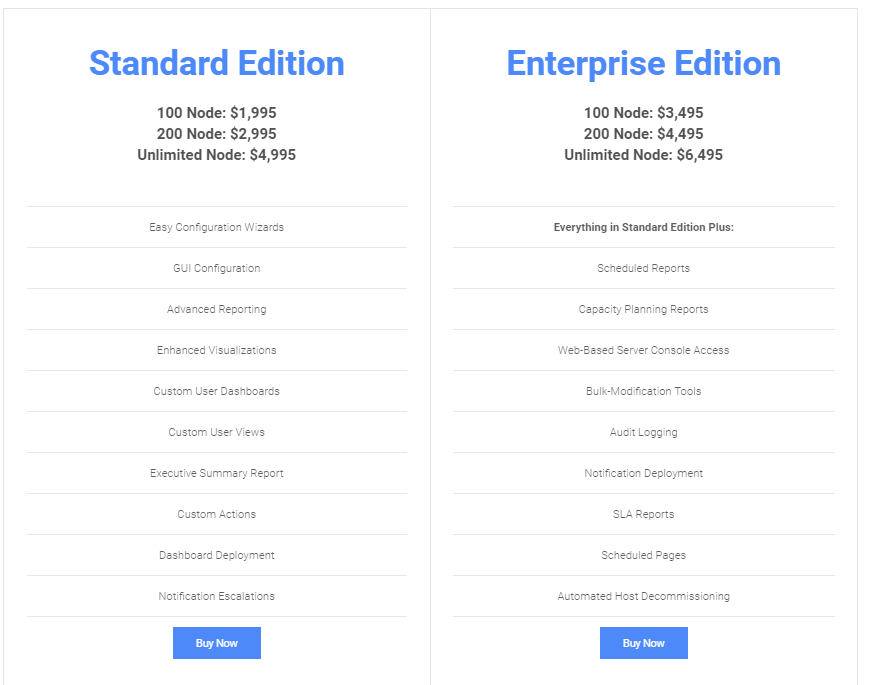 Standard Edition
100 Node: $1,995
200 Node: $2,995
Unlimited Node: $4,995
Easy Configuration Wizards
GUI Configuration
Advanced Reporting
Enhanced Visualizations
Custom User Dashboards
Custom User Views
Executive Summary Report
Custom Actions
Dashboard Deployment
Notification Escalations
Buy Now
Enterprise Edition
100 Node: $3,495
200 Node: $4,495
Unlimited Node: $6,495
Everything in Standard Edition Plus:
Scheduled Reports
Capacity Planning Reports
Web-Based Server Console Access
Bulk-Modification Tools
Audit Logging
Notification Deployment
SLA Reports
Scheduled Pages
Automated Host Decommissioning
Buy Now